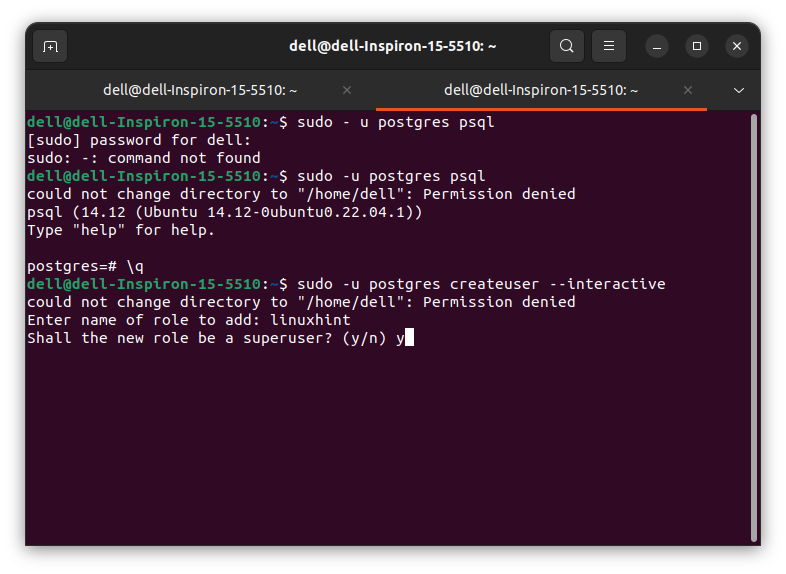 dell@dell-Inspiron-15-5510: ~
dell@dell-Inspiron-15-5510: ~
dell@dell-Inspiron-15-5510: ~
dell@dell-Inspiron-15-5510:~$ sudo - u postgres psql
[sudo] password for dell:
sudo: -: command not found
dell@dell-Inspiron-15-5510:~$ sudo -u postgres psql
could not change directory to "/home/dell": Permission denied
psql (14.12 (Ubuntu 14.12-0ubuntu0.22.04.1))
Type "help" for help.
postgres=# \q
dell@dell-Inspiron-15-5510:~$ sudo -u postgres createuser --interactive
could not change directory to "/home/dell": Permission denied
Enter name of role to add: linuxhint
Shall the new role be a superuser? (y/n) y